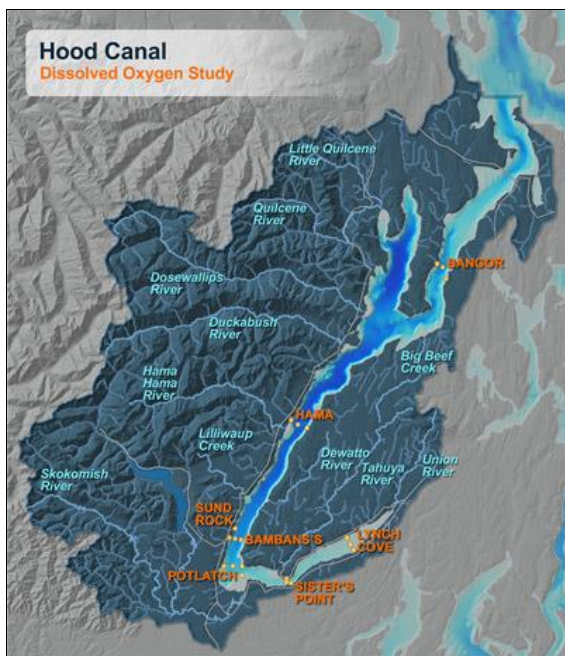 Hood Canal
Dissolved Oxygen Study
Little Quilcene
River
Quilcene
River
BANGOR
Dosewallips
River
Duckabush
River
Big Beef
Creek
Hama
Hama
River
HAMA
Lilliwaup
Creek
Dewatto
River
Tahuya
River
Union
River
Skokomish
River
SUND
ROCK
BAMBANS'S
LYNCH
COVE
POTLATCH
SISTER'S
POINT